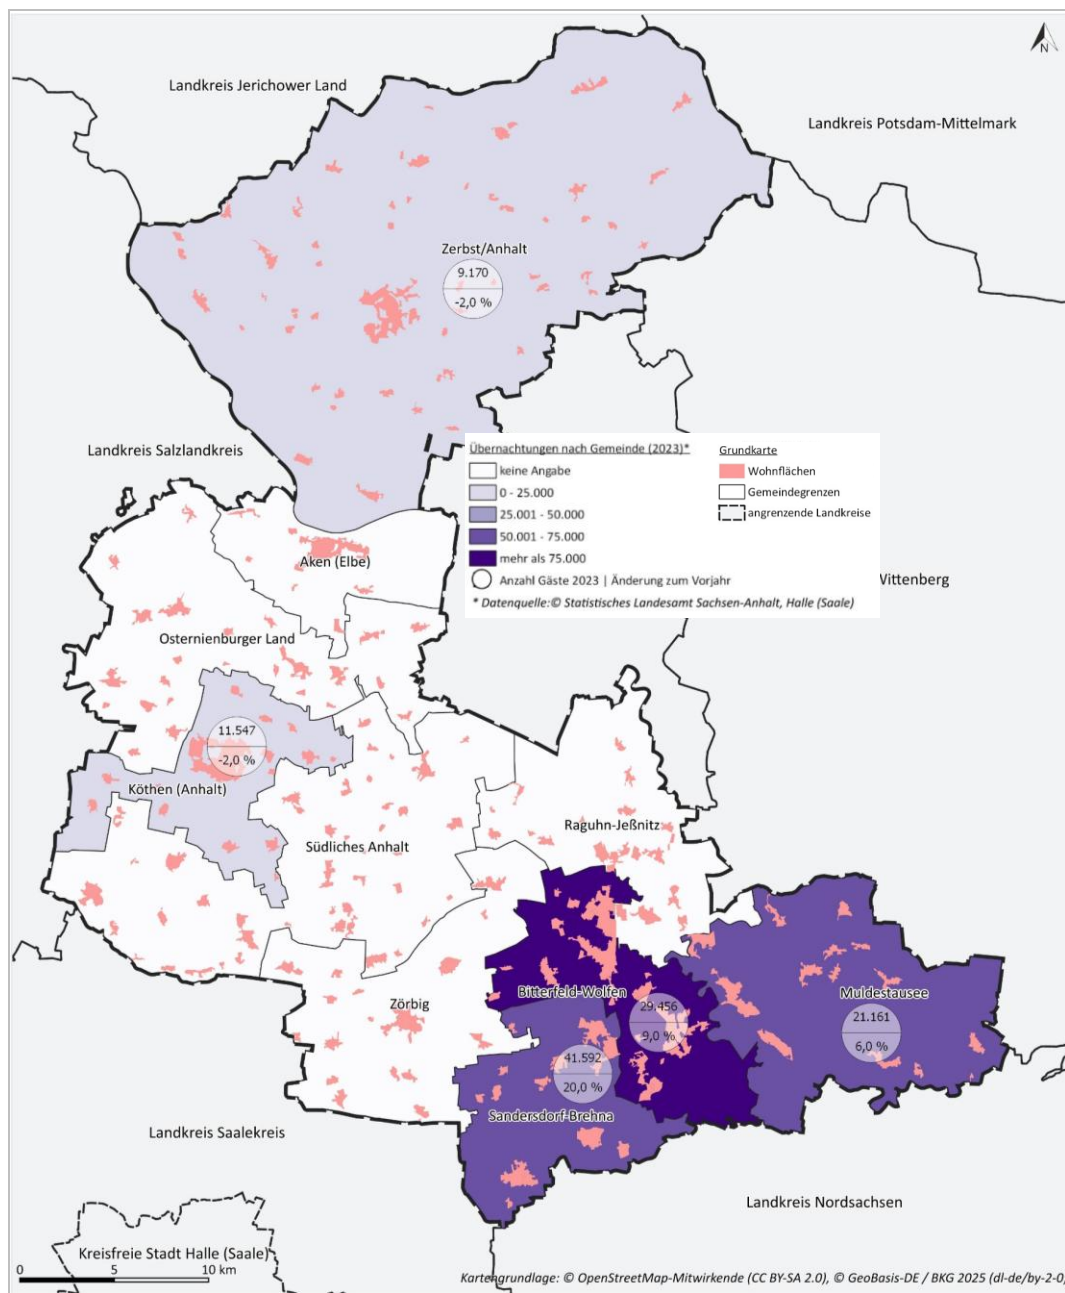 N
Landkreis Jerichower Land
Landkreis Potsdam-Mittelmark
Zerbst/Anhalt
9.170
-2,0 %
Landkreis Salzlandkreis
Übernachtungen nach Gemeinde (2023)*
keine Angabe
0 - 25.000
25.001 - 50.000
50.001 - 75.000
mehr als 75.000
Anzahl Gäste 2023 | Änderung zum Vorjahr
* Datenquelle:© Statistisches Landesamt Sachsen-Anhalt, Halle (Saale)
Grundkarte
Wohnflächen
Gemeindegrenzen
angrenzende Landkreise
Aken (Elbe)
Wittenberg
Osternienburger Land
11.547
-2,0 %
Köthen (Anhalt)
Südliches Anhalt
Raguhn-Jeßnitz
Bitterfeld-Wolfen
29.456
9,0 %
Muldestausee
21.161
6,0 %
Zörbig
41.592
20,0 %
Sandersdorf-Brehna
Landkreis Saalekreis
Landkreis Nordsachsen
Kreisfreie Stadt Halle (Saale)
0 5 10 km
Kartengrundlage: © OpenStreetMap-Mitwirkende (CC BY-SA 2.0), © GeoBasis-DE / BKG 2025 (dl-de/by-2-0)